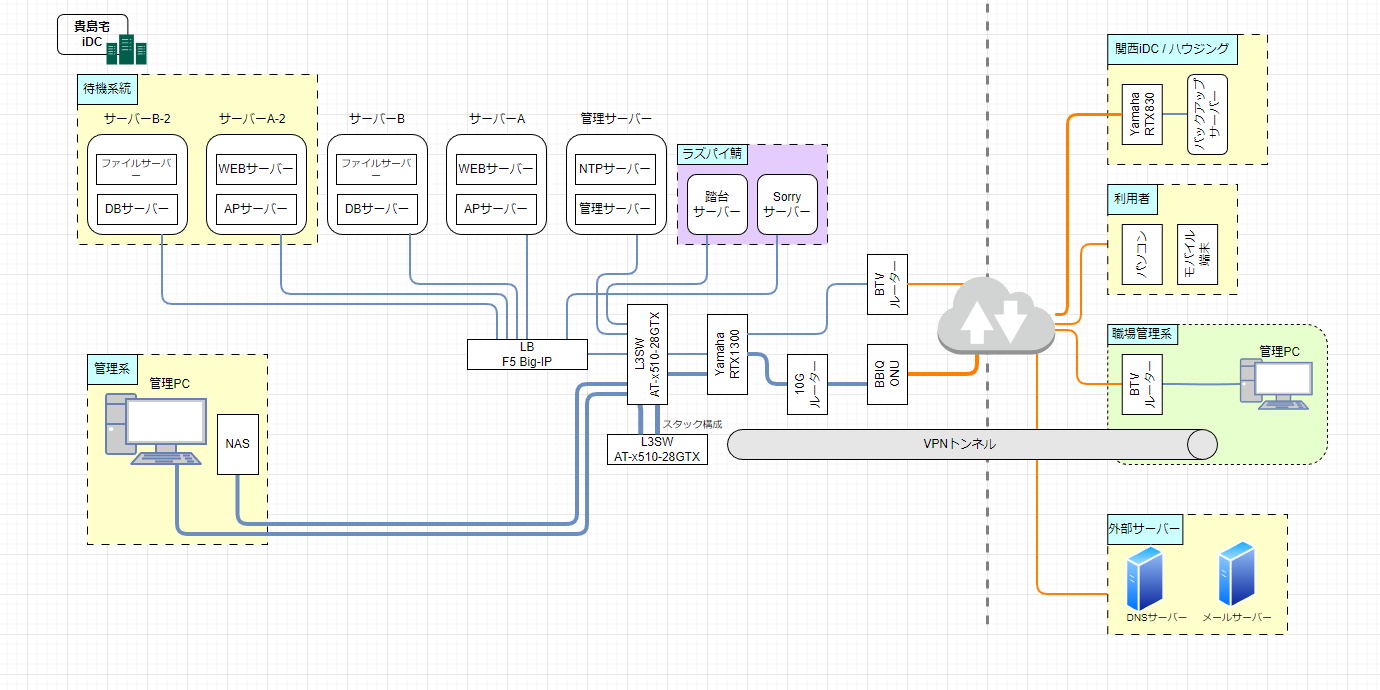 貴島宅
iDC
待機系統
サーバーB-2
サーバーA-2
サーバーB
サーバーA
管理サーバー
ファイルサーバ
ー
DBサーバー
WEBサーバー
APサーバー
ファイルサーバ
ー
DBサーバー
WEBサーバー
APサーバー
NTPサーバー
管理サーバー
ラズパイ鯖
踏台
サーバー
Sorry
サーバー
LB
F5 Big-IP
L3SW
AT-x510-28GTX
スタック構成
L3SW
AT-x510-28GTX
Yamaha
RTX1300
BTV
ルーター
10G
ルーター
BBIQ
ONU
管理系
管理PC
NAS
VPNトンネル
関西iDC / ハウジング
Yamaha
RTX830
バックアップ
サーバー
利用者
パソコン
モバイル
端末
職場管理系
BTV
ルーター
管理PC
外部サーバー
DNSサーバー
メールサーバー